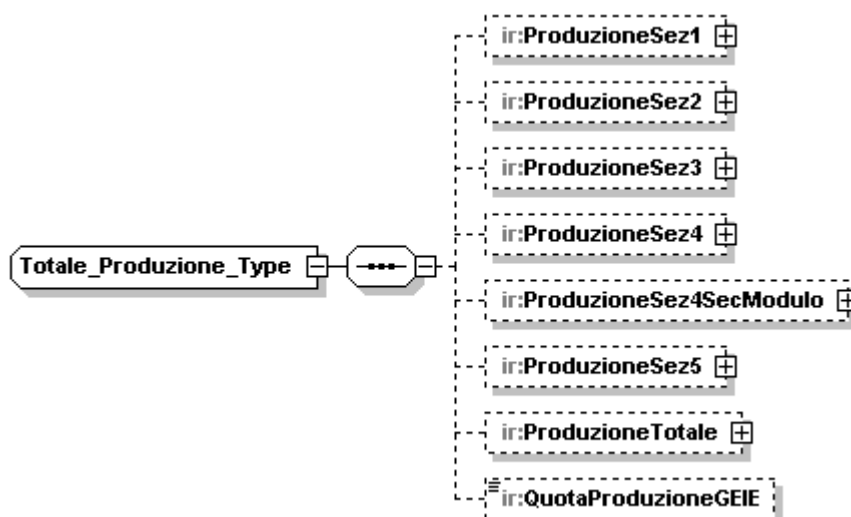 ir:ProduzioneSez1
ir:ProduzioneSez2
ir:ProduzioneSez3
ir:ProduzioneSez4
Totale_Produzione_Type
ir:ProduzioneSez4SecModulo
ir:ProduzioneSez5
ir:ProduzioneTotale
ir:QuotaProduzioneGEIE